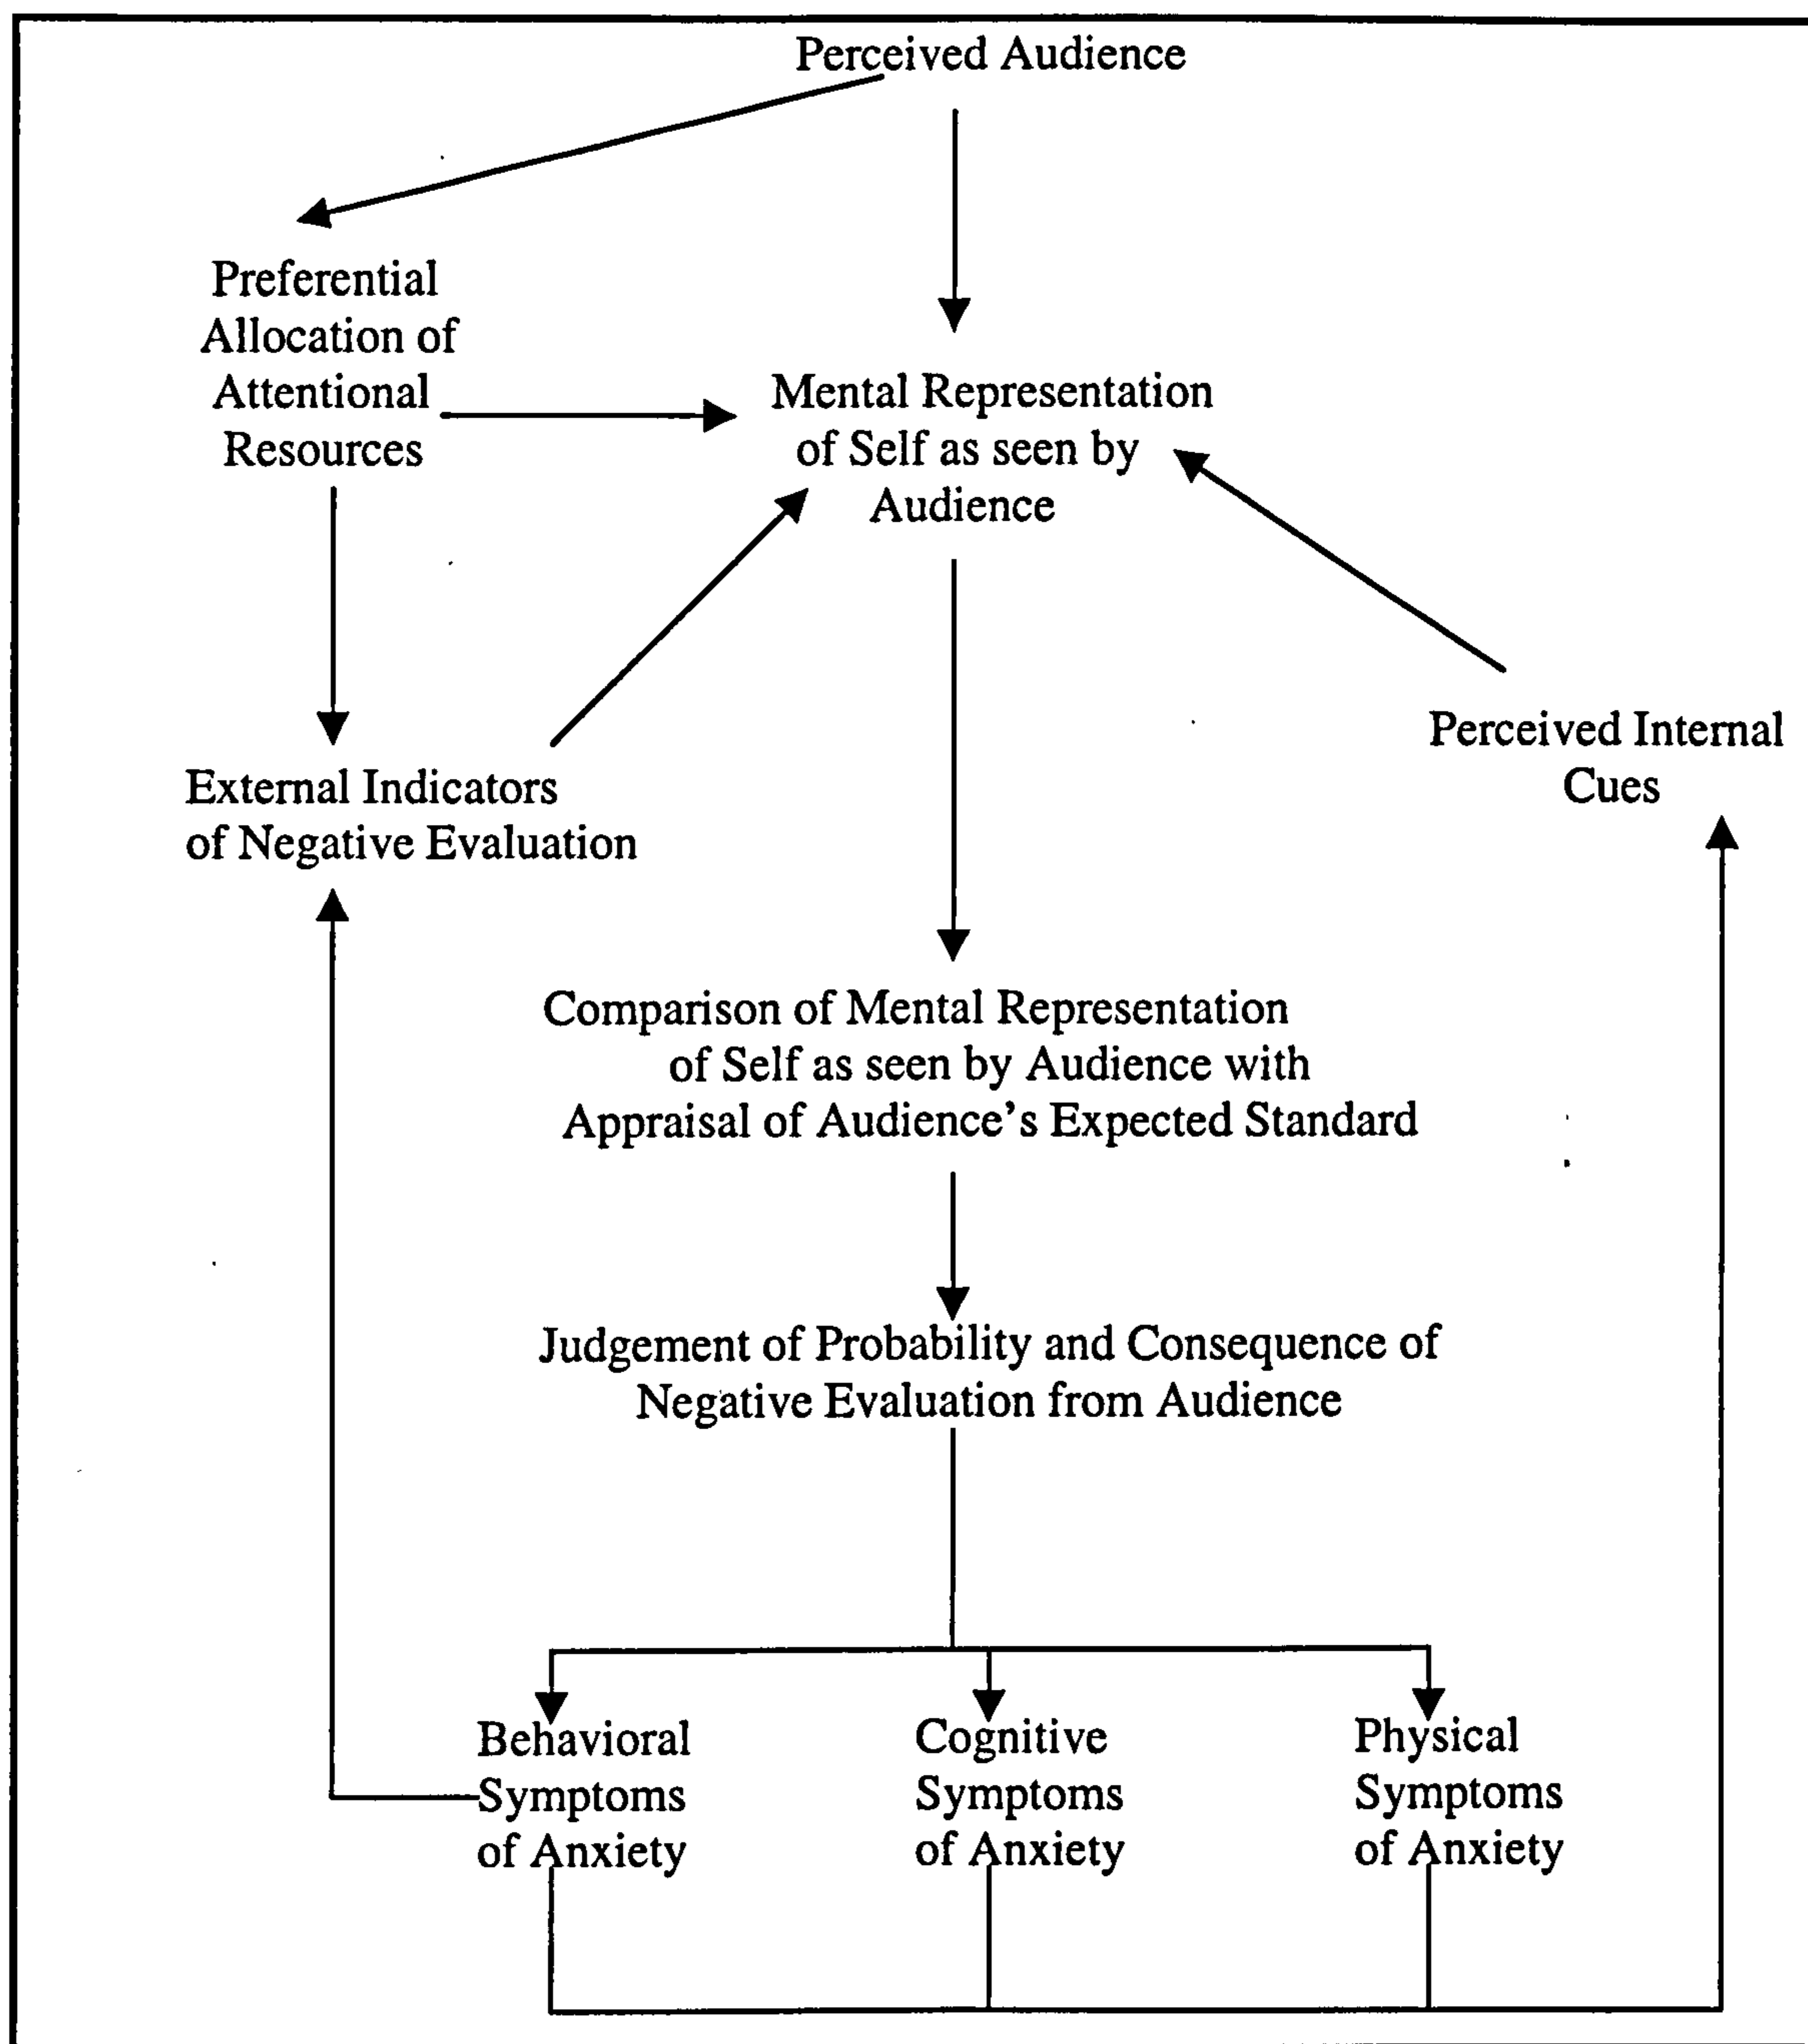 Perceived Audience
Preferential
Allocation of
Attentional
Resources
Mental Representation
of Self as seen by
Audience
External Indicators
of Negative Evaluation
Perceived Internal
Cues
Comparison of Mental Representation
of Self as seen by Audience with
Appraisal of Audience's Expected Standard
Judgement of Probability and Consequence of
Negative Evaluation from Audience
Behavioral
Symptoms
of Anxiety
Cognitive
Symptoms
of Anxiety
Physical
Symptoms
of Anxiety